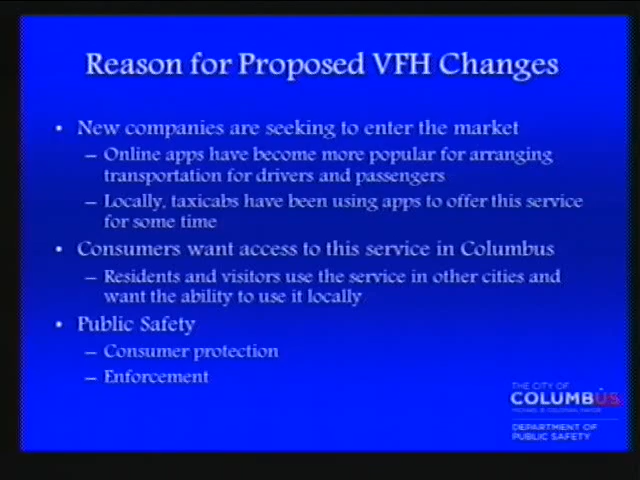 Reason for Proposed VFH Changes
• New companies are seeking to enter the market
– Online apps have become more popular for arranging
transportation for drivers and passengers
– Locally, taxicabs have been using apps to offer this service
for some time
• Consumers want access to this service in Columbus
– Residents and visitors use the service in other cities and
want the ability to use it locally
• Public Safety
– Consumer protection
– Enforcement
THE CITY OF
COLUMBUS
MICHAEL B. COLEMAN, MAYOR
DEPARTMENT OF
PUBLIC SAFETY